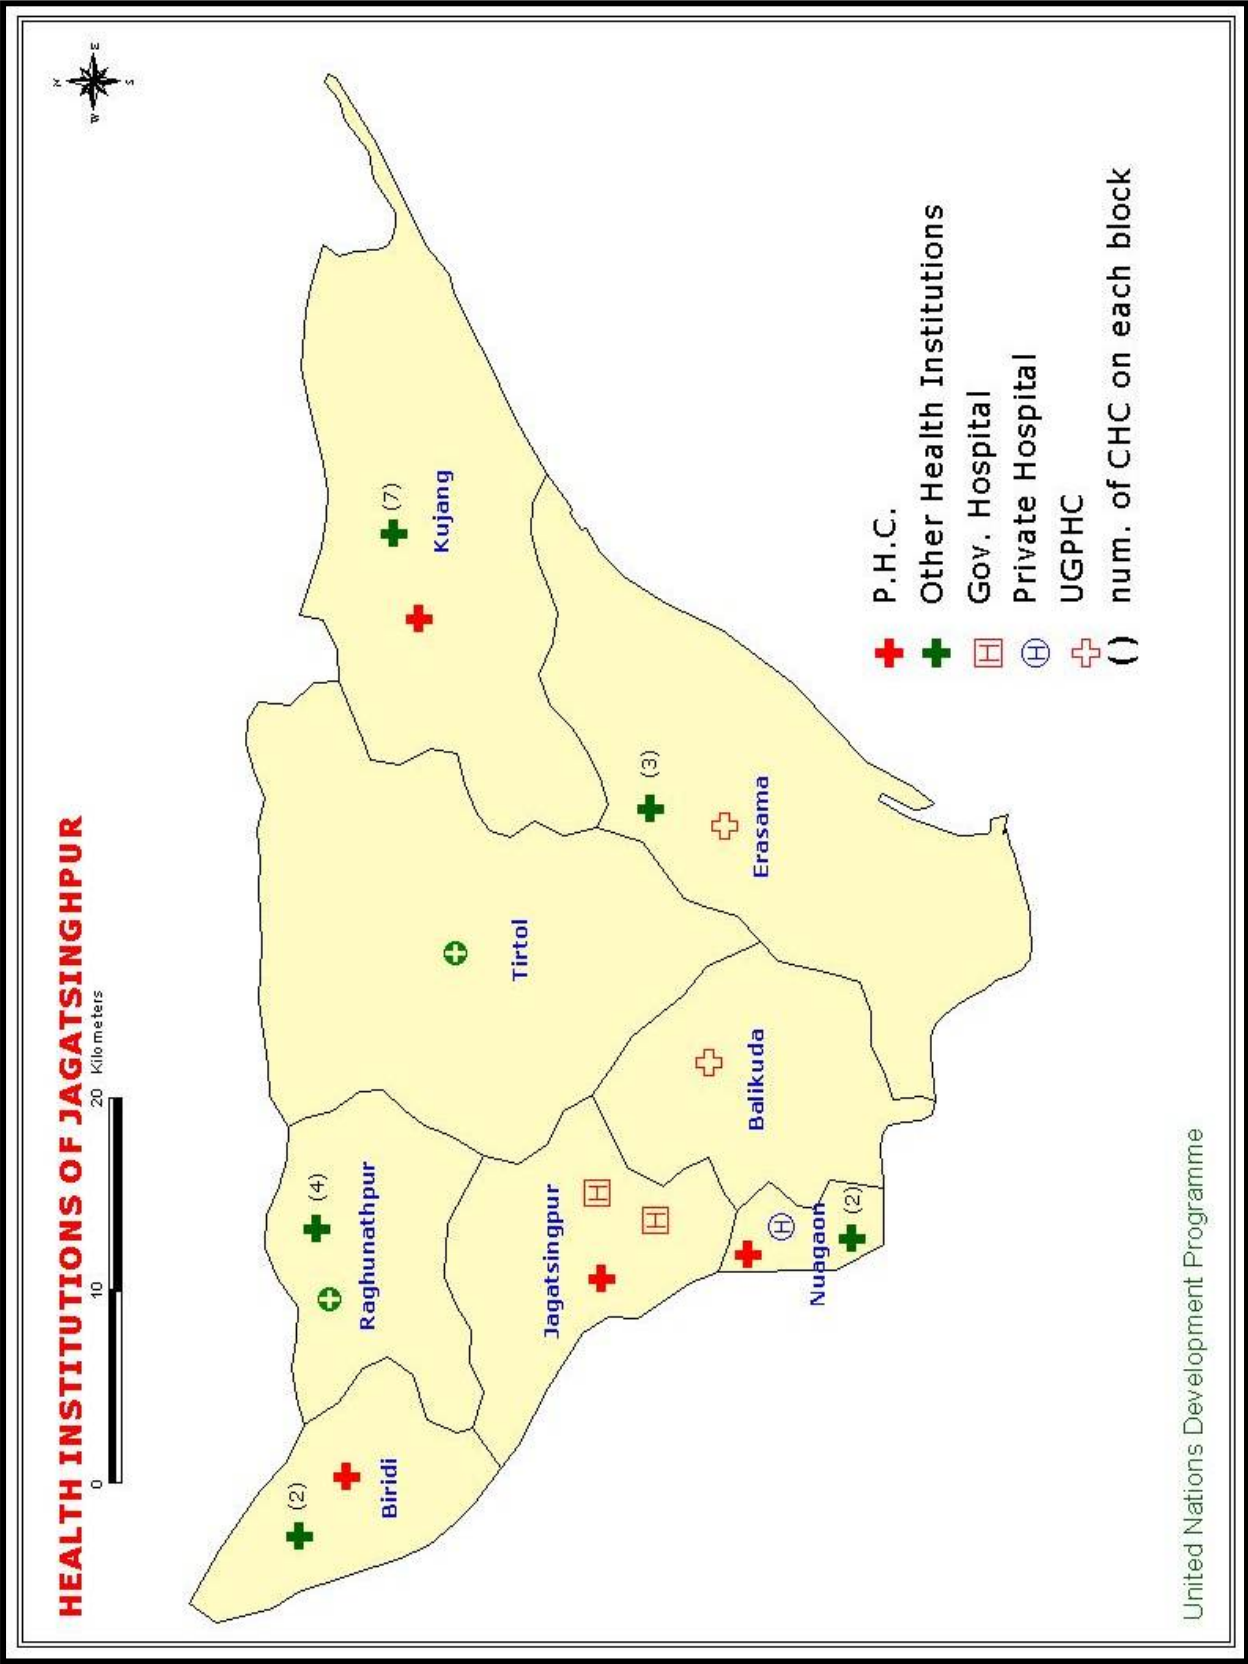 HEALTH INSTITUTIONS OF JAGATSINGHPUR
0 10 20 Kilometers
N
E
S
W
(2)
Biridi
(4)
Raghunathpur
Tirtol
(7)
Kujang
Jagatsingpur
H
H
Balikuda
(3)
Erasama
H
Nuagaon
(2)
P.H.C.
Other Health Institutions
H Gov. Hospital
H Private Hospital
UGPHC
() num. of CHC on each block
United Nations Development Programme